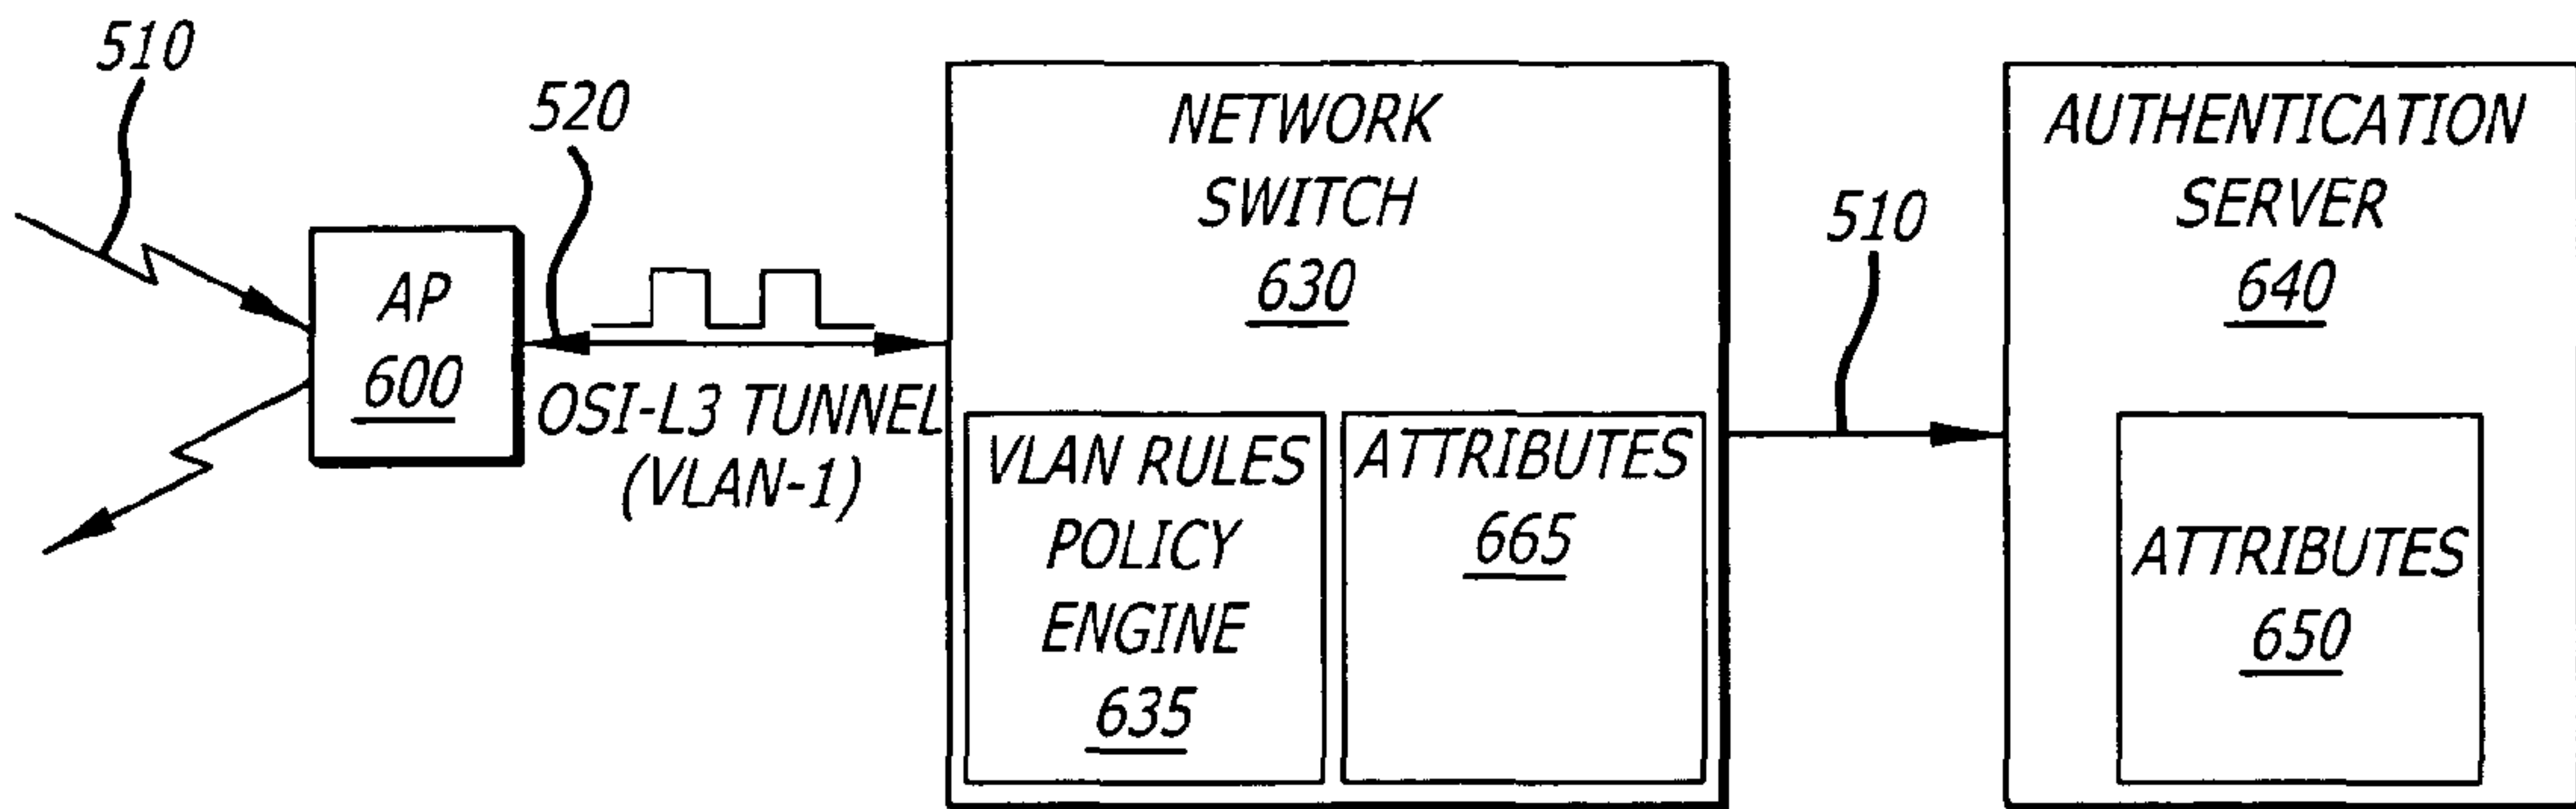 510
AP
600
520
OSI-L3 TUNNEL
(VLAN-1)
NETWORK
SWITCH
630
VLAN RULES
POLICY
ENGINE
635
ATTRIBUTES
665
510
AUTHENTICATION
SERVER
640
ATTRIBUTES
650